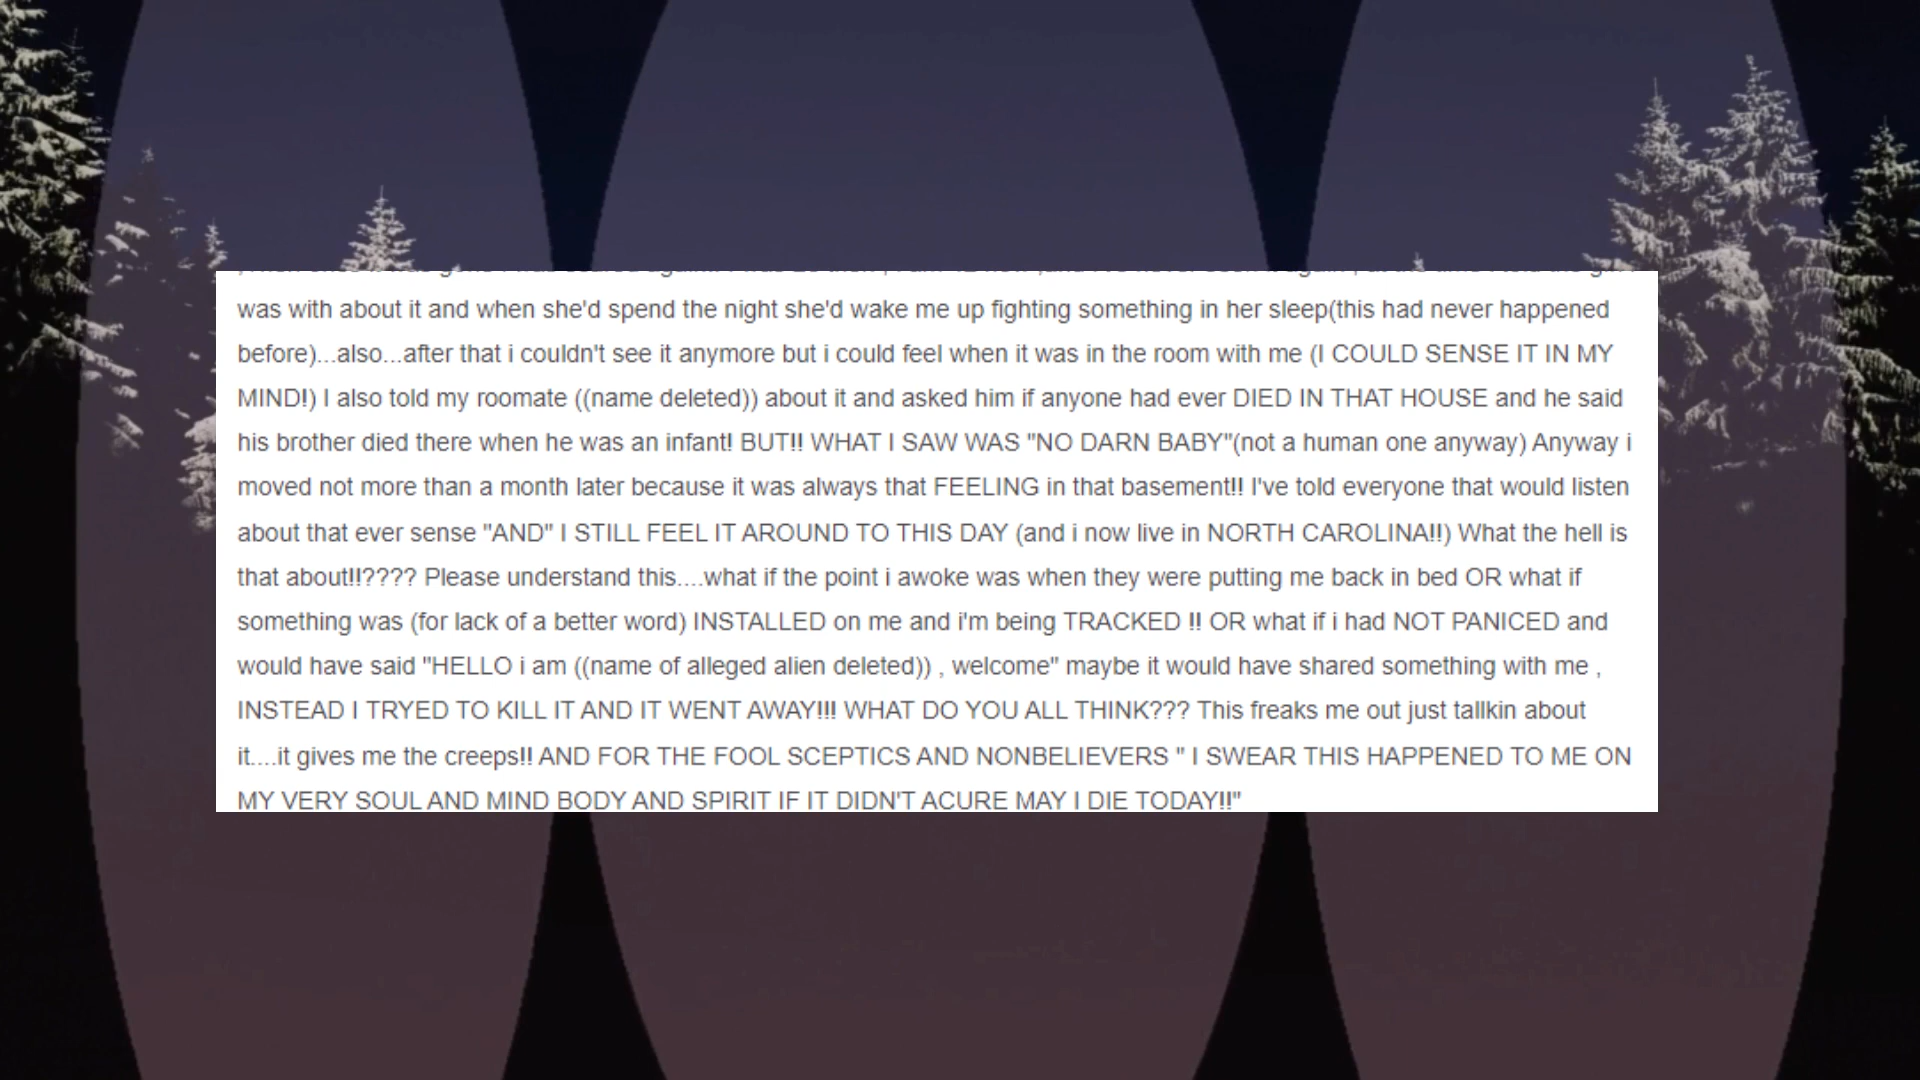 was with about it and when she'd spend the night she'd wake me up fighting something in her sleep(this had never happened
before)...also...after that i couldn't see it anymore but i could feel when it was in the room with me (I COULD SENSE IT IN MY
MIND!) I also told my roomate ((name deleted)) about it and asked him if anyone had ever DIED IN THAT HOUSE and he said
his brother died there when he was an infant! BUT!! WHAT I SAW WAS "NO DARN BABY"(not a human one anyway) Anyway i
moved not more than a month later because it was always that FEELING in that basement!! I've told everyone that would listen
about that ever sense "AND" I STILL FEEL IT AROUND TO THIS DAY (and i now live in NORTH CAROLINA!!) What the hell is
that about!!???? Please understand this....what if the point i awoke was when they were putting me back in bed OR what if
something was (for lack of a better word) INSTALLED on me and i'm being TRACKED !! OR what if i had NOT PANICED and
would have said "HELLO i am ((name of alleged alien deleted)) , welcome" maybe it would have shared something with me ,
INSTEAD I TRYED TO KILL IT AND IT WENT AWAY!!! WHAT DO YOU ALL THINK??? This freaks me out just tallkin about
it....it gives me the creeps!! AND FOR THE FOOL SCEPTICS AND NONBELIEVERS " I SWEAR THIS HAPPENED TO ME ON
MY VERY SOUL AND MIND BODY AND SPIRIT IF IT DIDN'T ACURE MAY I DIE TODAY!!"